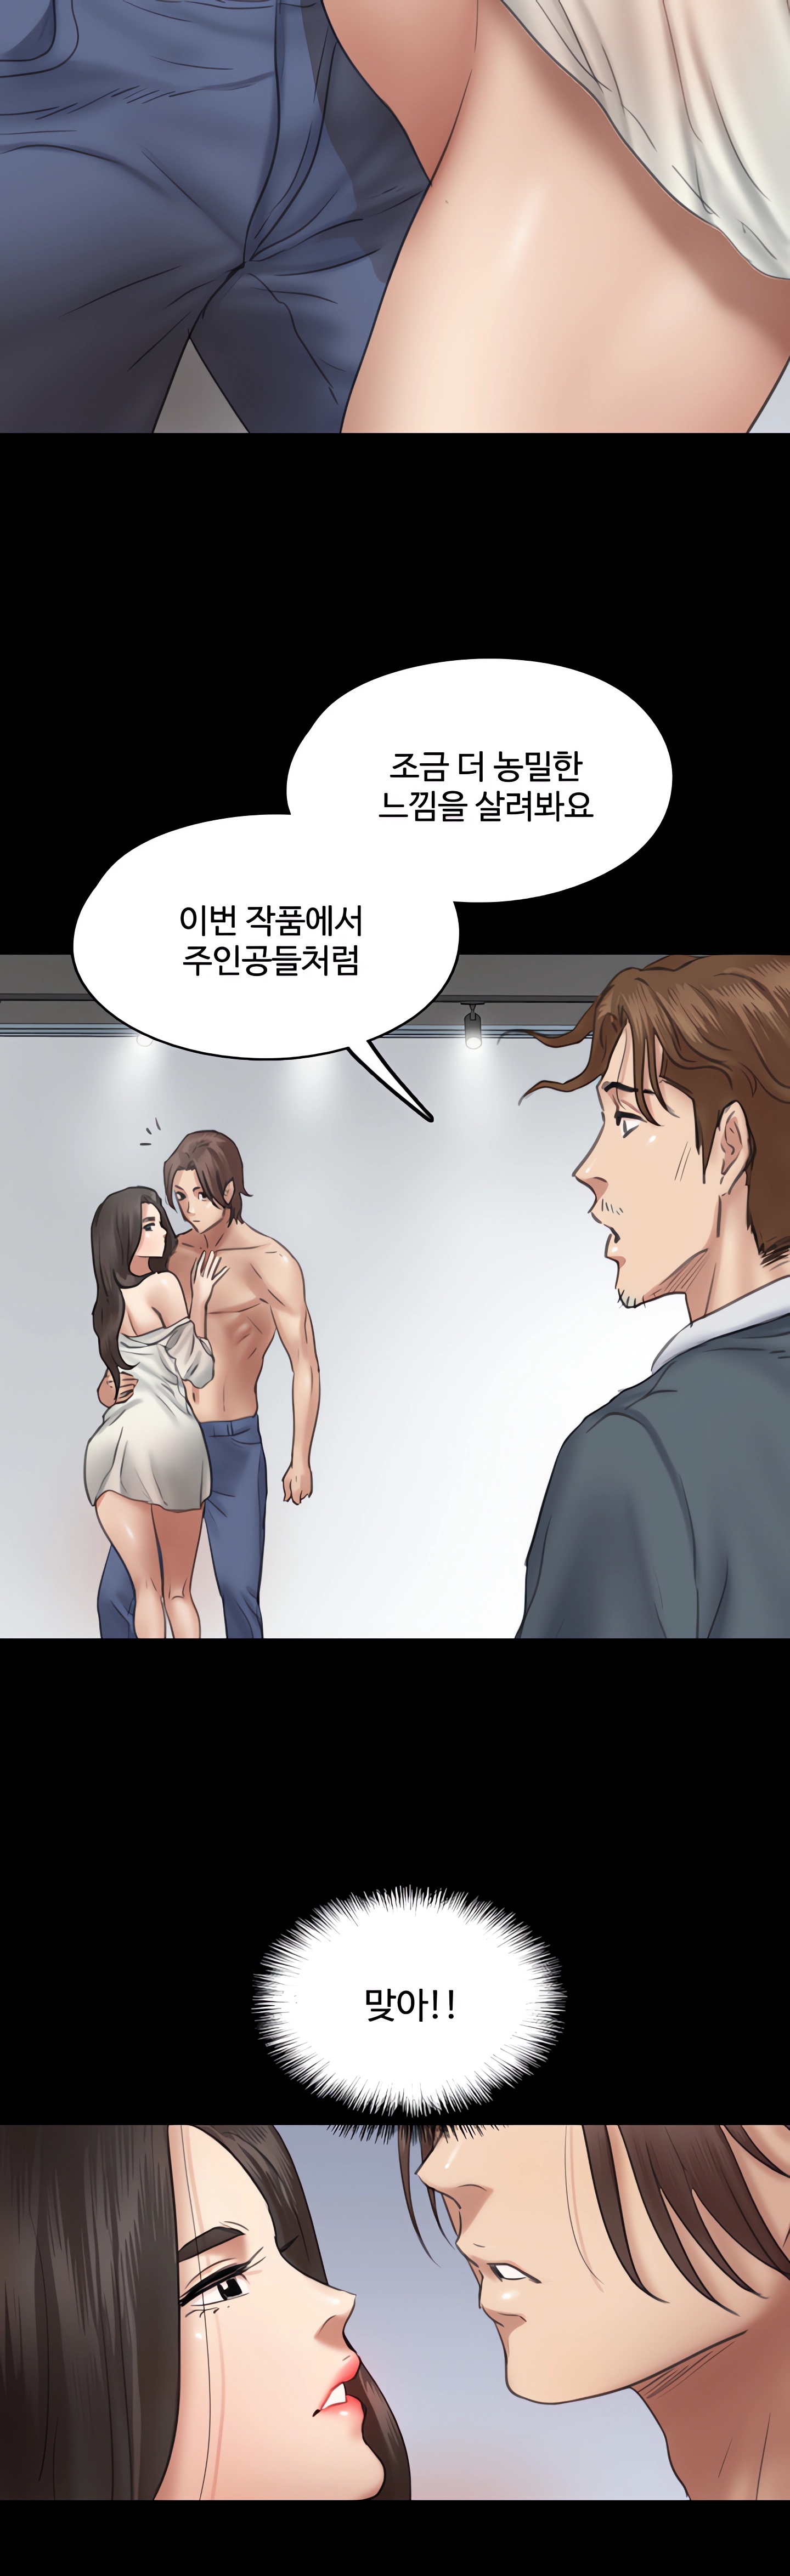 조금 더 농밀한
느낌을 살려봐요
이번 작품에서
주인공들처럼
맞아!!